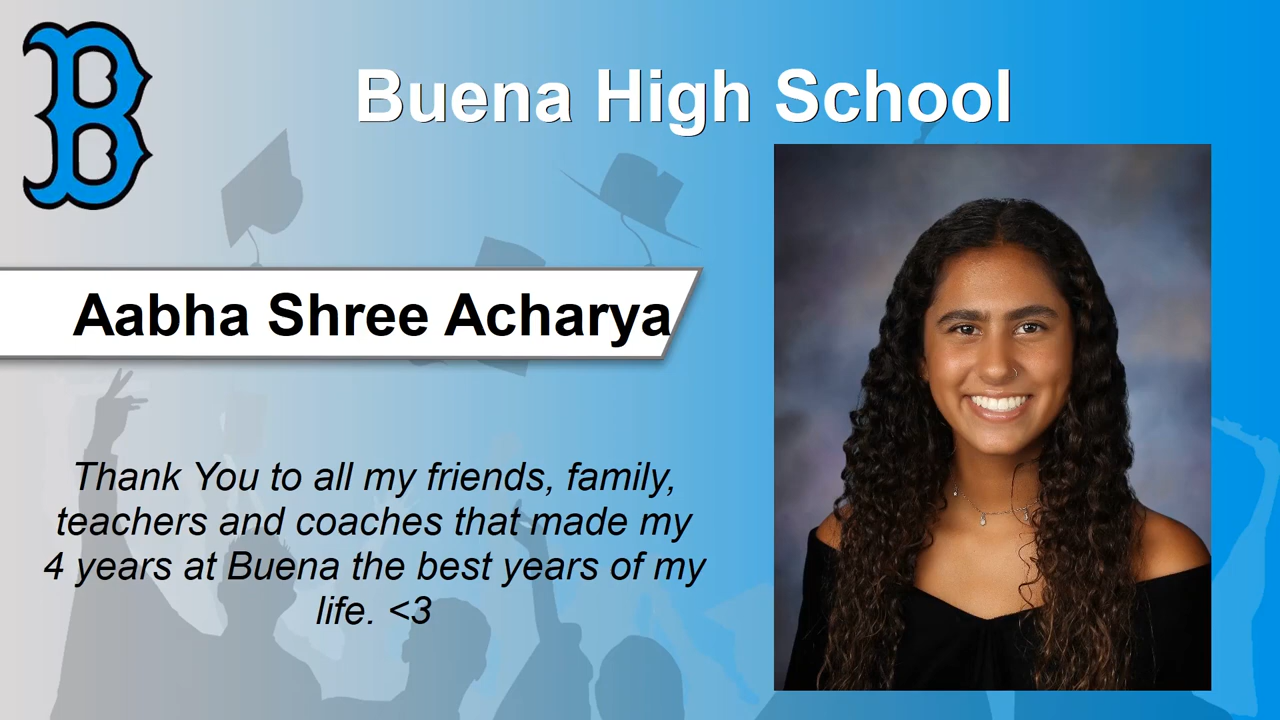 B
Buena High School
Aabha Shree Acharya
Thank You to all my friends, family,
teachers and coaches that made my
4 years at Buena the best years of my
life. <3